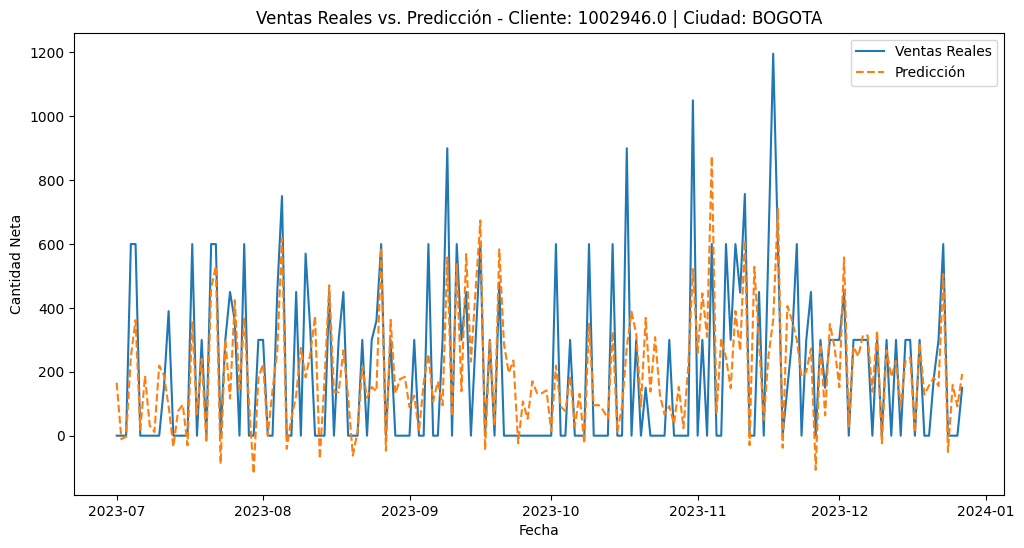 Ventas Reales vs. Predicción - Cliente: 1002946.0 | Ciudad: BOGOTA
Ventas Reales
Predicción
Cantidad Neta
1200
1000
800
600
400
200
0
2023-07
2023-08
2023-09
2023-10
2023-11
2023-12
2024-01
Fecha